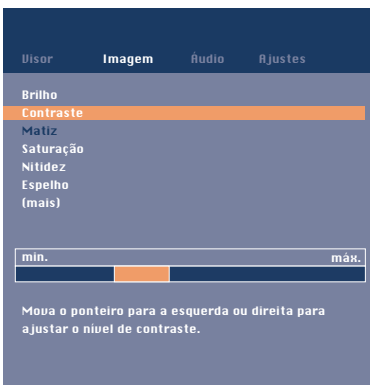 Visor Imagem Áudio Ajustes
Brilho
Contraste
Matiz
Saturação
Nitidez
Espelho
(mais)
min. máx.
Mova o ponteiro para a esquerda ou direita para
ajustar o nivel de contraste.